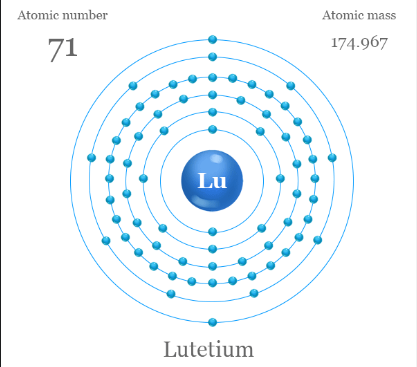 Atomic number
Atomic mass
71
174.967
Lu
Lutetium